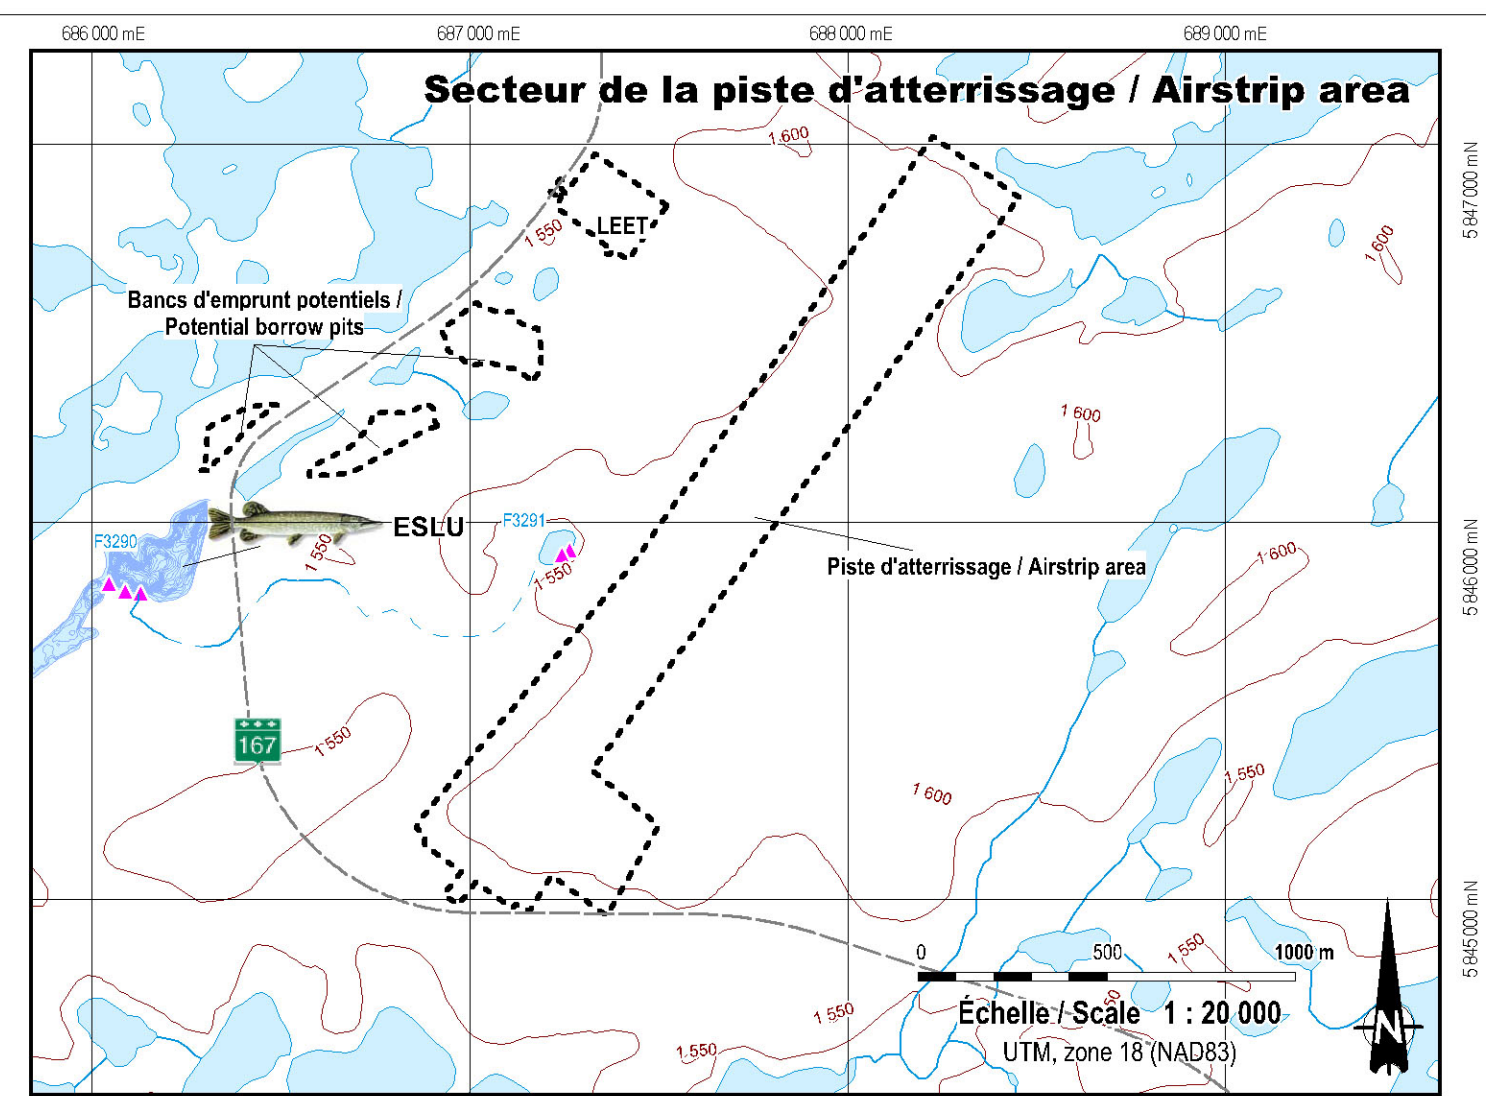 686 000 mE
687 000 mE
688 000 mE
689 000 mE
Secteur de la piste d'atterrissage / Airstrip area
1 600
5 847 000 mN
LEET
1 550
1 600
Bancs d'emprunt potentiels /
Potential borrow pits
1 600
F3290
ESLU
F3291
1 550
1 550
Piste d'atterrissage / Airstrip area
1 600
5 846 000 mN
167
1 550
1 600
1 550
5 845 000 mN
1 550
0 500 1000 m
1 550
Échelle / Scale 1 : 20 000
UTM, zone 18 (NAD83)
1 550
N